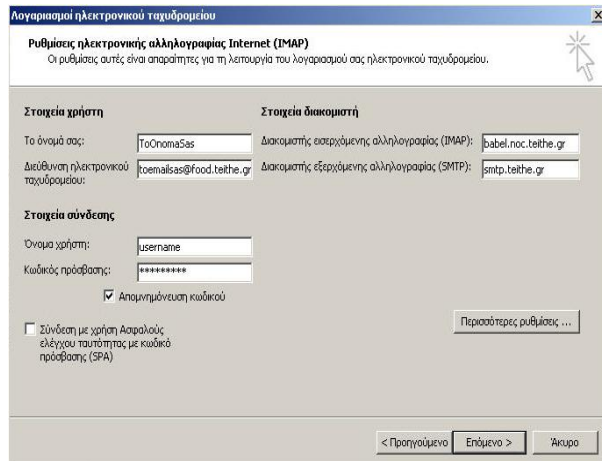 Λογαριασμοί ηλεκτρονικού ταχυδρομείου
Ρυθμίσεις ηλεκτρονικής αλληλογραφίας Internet (IMAP)
Οι ρυθμίσεις αυτές είναι απαραίτητες για τη λειτουργία του λογαριασμού σας ηλεκτρονικού ταχυδρομείου.
Στοιχεία χρήστη
Το όνομά σας: ToOnomaSas
Διεύθυνση ηλεκτρονικού ταχυδρομείου: toemailsas@food.teithe.gr
Στοιχεία διακομιστή
Διακομιστής εισερχόμενης αλληλογραφίας (IMAP): babel.noc.teithe.gr
Διακομιστής εξερχόμενης αλληλογραφίας (SMTP): smtp.teithe.gr
Στοιχεία σύνδεσης
Όνομα χρήστη: username
Κωδικός πρόσβασης: *********
Απομνημόνευση κωδικού
Σύνδεση με χρήση Ασφαλούς
ελέγχου ταυτότητας με κωδικό
πρόσβασης (SPA)
Περισσότερες ρυθμίσεις ...
< Προηγούμενο Επόμενο > Άκυρο